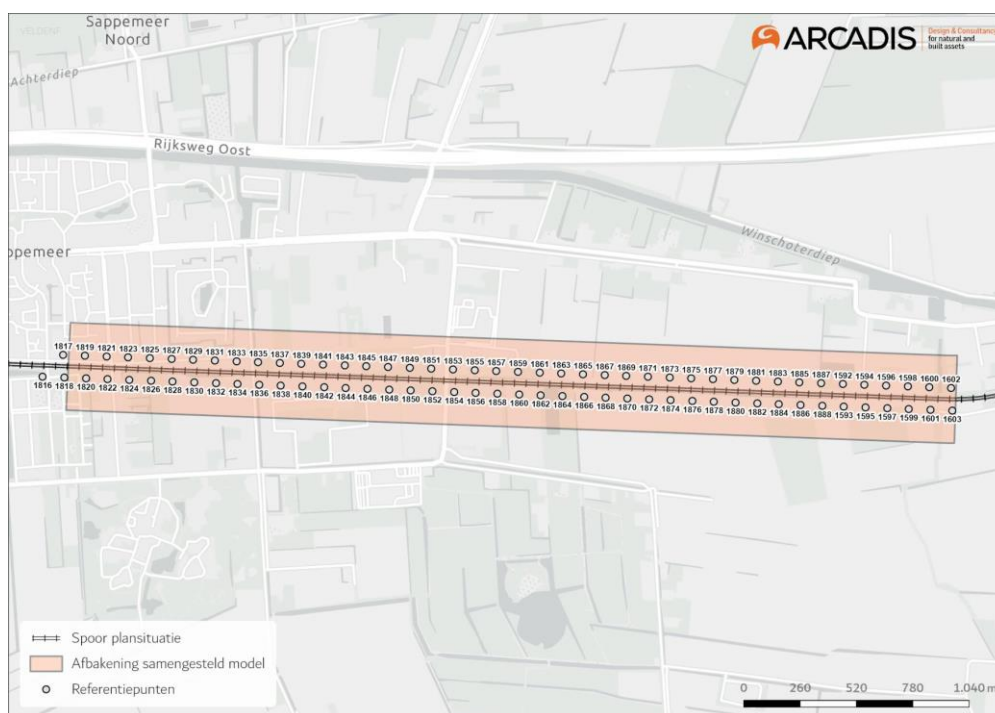 Sappemeer
Noord
VELDEN
ARCADIS
Design & Consultancy
for natural and
built assets
Achterdiep
Rijksweg Oost
Winschoterdiep
ppemeer
1817 1819 1821 1823 1825 1827 1829 1831 1833 1835 1837 1839 1841 1843 1845 1847 1849 1851 1853 1855 1857 1859 1861 1863 1865 1867 1869 1871 1873 1875 1877 1879 1881 1883 1885 1887 1592 1594 1596 1598 1600 1602
1816 1818 1820 1822 1824 1826 1828 1830 1832 1834 1836 1838 1840 1842 1844 1846 1848 1850 1852 1854 1856 1858 1860 1862 1864 1866 1868 1870 1872 1874 1876 1878 1880 1882 1884 1886 1888 1593 1595 1597 1599 1601 1603
Spoor plansituatie
Afbakening samengesteld model
Referentiepunten
0 260 520 780 1.040 m